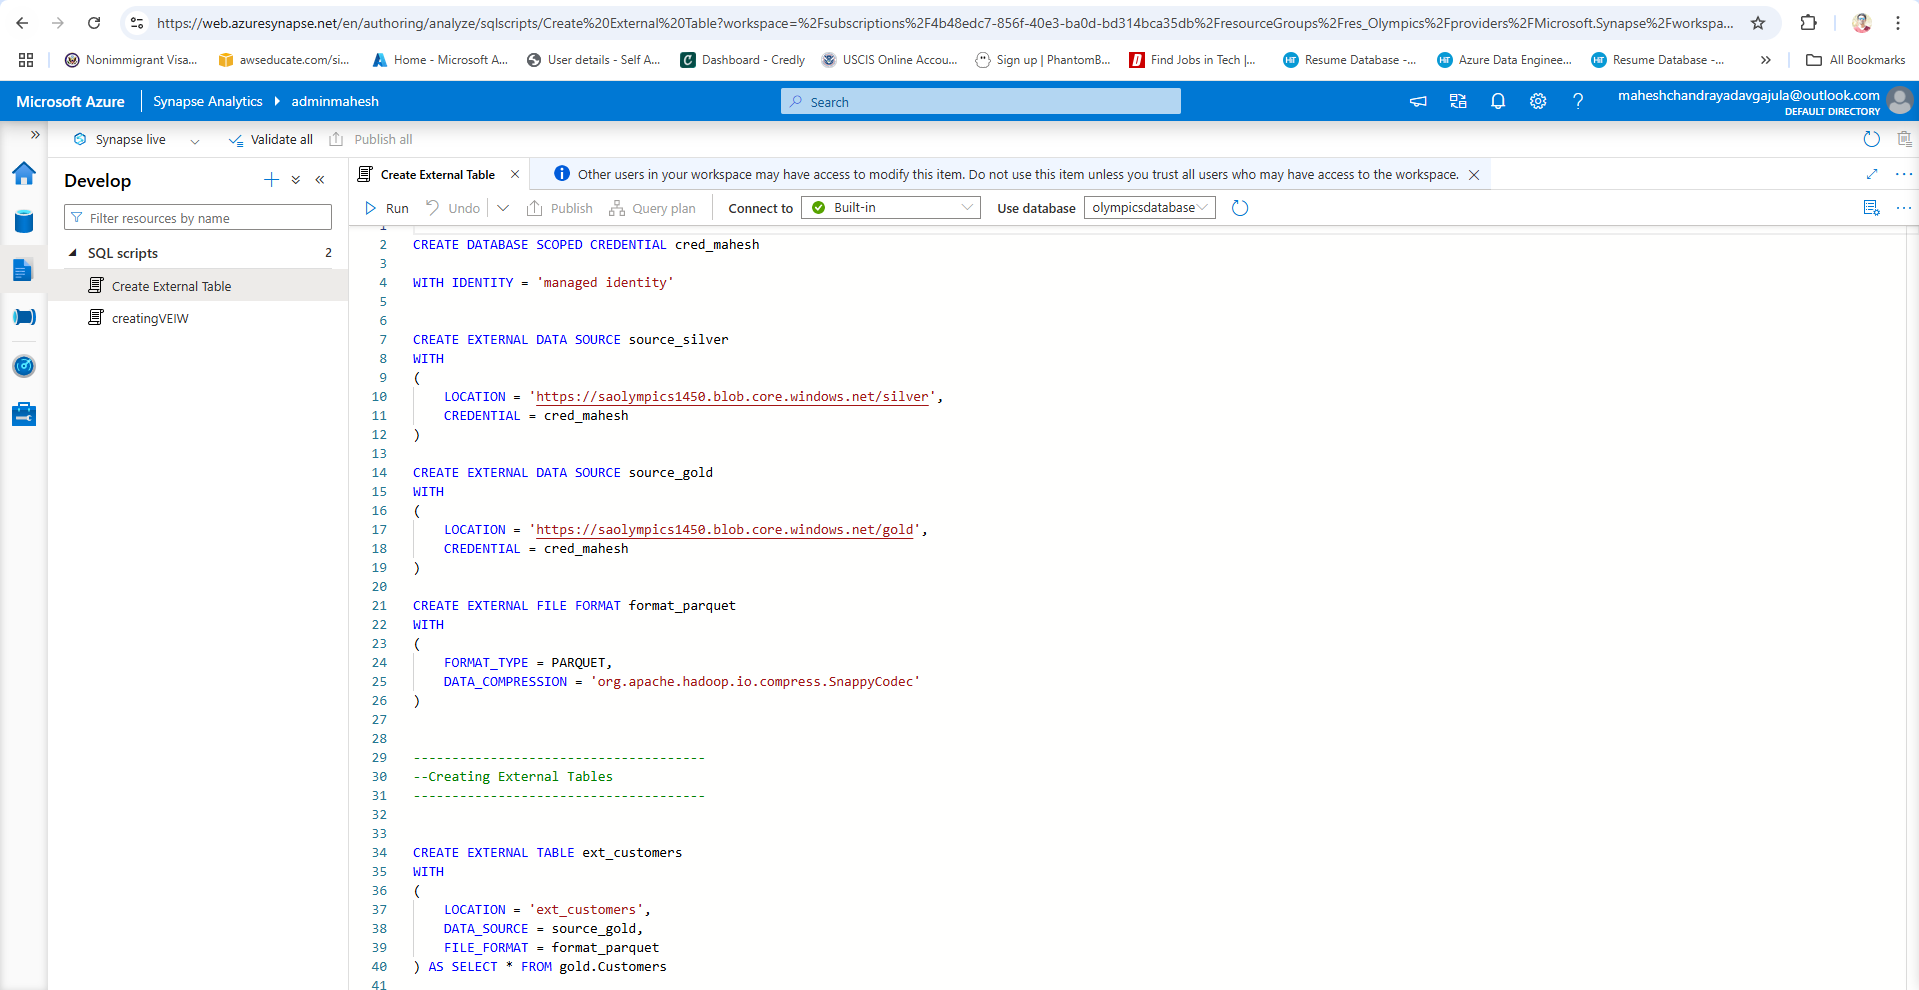 https://web.azuresynapse.net/en/authoring/analyze/sqlscripts/Create%20External%20Table?workspace=%2Fsubscriptions%2F4b48edc7-856f-40e3-ba0d-bd314bca35db%2FresourceGroups%2Fres_Olympics%2Fproviders%2FMicrosoft.Synapse%2Fworkspa...
Nonimmigrant Visa... awseducate.com/si... Home - Microsoft A... User details - Self A... Dashboard - Credly USCIS Online Accou... Sign up | PhantomB... Find Jobs in Tech |... Resume Database -... Azure Data Enginee... Resume Database -... » All Bookmarks
Microsoft Azure Synapse Analytics adminmahesh Search maheshchandrayadavgajula@outlook.com
DEFAULT DIRECTORY
» Synapse live Validate all Publish all
Develop Create External Table Other users in your workspace may have access to modify this item. Do not use this item unless you trust all users who may have access to the workspace.
Run Undo Publish Query plan Connect to Built-in Use database olympicsdatabase
Filter resources by name
SQL scripts 2
Create External Table
creatingVEIW
1
2 CREATE DATABASE SCOPED CREDENTIAL cred_mahesh
3
4 WITH IDENTITY = 'managed identity'
5
6
7 CREATE EXTERNAL DATA SOURCE source_silver
8 WITH
9 (
10 LOCATION = 'https://saolympics1450.blob.core.windows.net/silver',
11 CREDENTIAL = cred_mahesh
12 )
13
14 CREATE EXTERNAL DATA SOURCE source_gold
15 WITH
16 (
17 LOCATION = 'https://saolympics1450.blob.core.windows.net/gold',
18 CREDENTIAL = cred_mahesh
19 )
20
21 CREATE EXTERNAL FILE FORMAT format_parquet
22 WITH
23 (
24 FORMAT_TYPE = PARQUET,
25 DATA_COMPRESSION = 'org.apache.hadoop.io.compress.SnappyCodec'
26 )
27
28
29 --------------------------------------
30 --Creating External Tables
31 --------------------------------------
32
33
34 CREATE EXTERNAL TABLE ext_customers
35 WITH
36 (
37 LOCATION = 'ext_customers',
38 DATA_SOURCE = source_gold,
39 FILE_FORMAT = format_parquet
40 ) AS SELECT * FROM gold.Customers
41